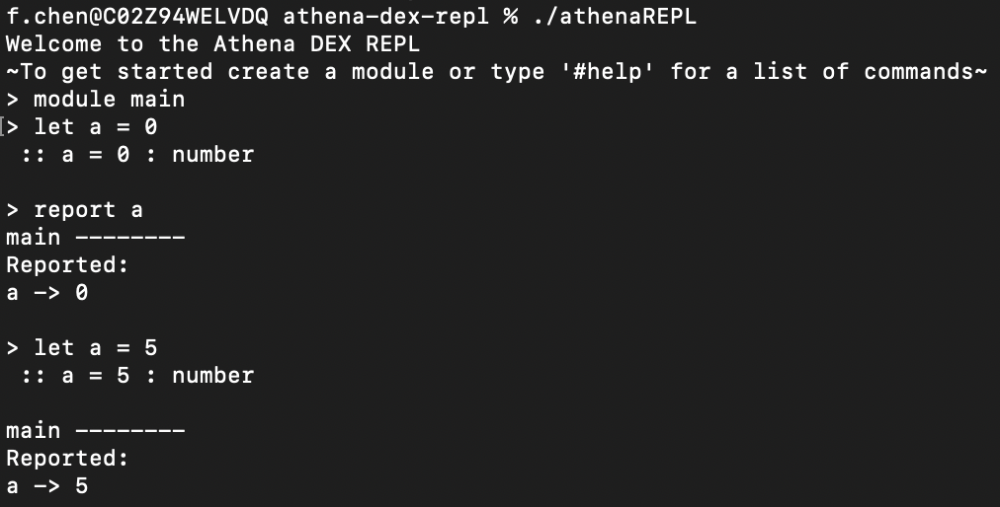 f.chen@C02Z94WELVDQ athena-dex-repl % ./athenaREPL
Welcome to the Athena DEX REPL
~To get started create a module or type '#help' for a list of commands~
> module main
[> let a = 0
 :: a = 0 : number
> report a
main --------
Reported:
a -> 0
> let a = 5
 :: a = 5 : number
main --------
Reported:
a -> 5